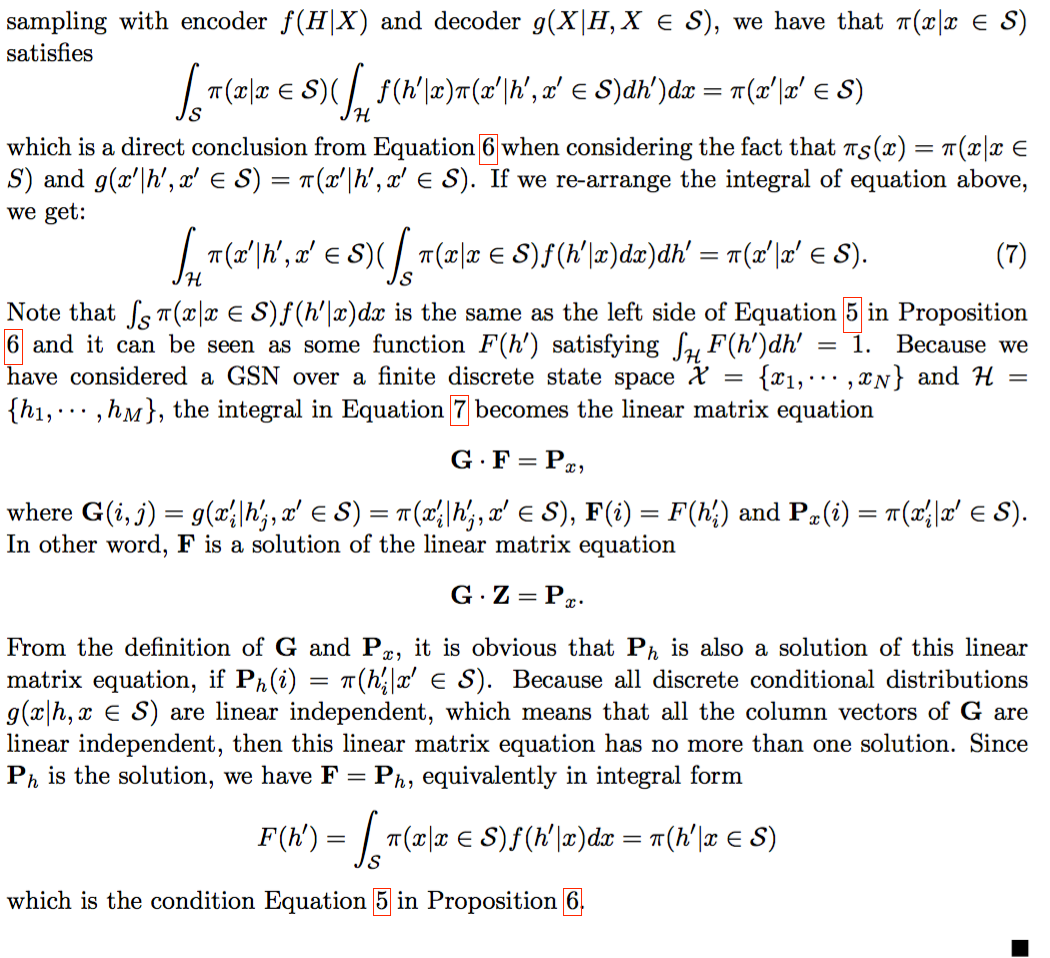 sampling with encoder f(H|X) and decoder g(X|H, X ∈ S), we have that π(x|x ∈ S)
satisfies
∫_S π(x|x ∈ S)(∫_H f(h′|x)π(x′|h′, x′ ∈ S)dh′)dx = π(x′|x′ ∈ S)
which is a direct conclusion from Equation 6 when considering the fact that π_S(x) = π(x|x ∈
S) and g(x′|h′, x′ ∈ S) = π(x′|h′, x′ ∈ S). If we re-arrange the integral of equation above,
we get:
∫_H π(x′|h′, x′ ∈ S)(∫_S π(x|x ∈ S)f(h′|x)dx)dh′ = π(x′|x′ ∈ S). (7)
Note that ∫_S π(x|x ∈ S)f(h′|x)dx is the same as the left side of Equation 5 in Proposition
6 and it can be seen as some function F(h′) satisfying ∫_H F(h′)dh′ = 1. Because we
have considered a GSN over a finite discrete state space X = {x_1, ··· , x_N} and H =
{h_1, ··· , h_M}, the integral in Equation 7 becomes the linear matrix equation
G · F = P_x,
where G(i, j) = g(x′_i|h′_j, x′ ∈ S) = π(x′_i|h′_j, x′ ∈ S), F(i) = F(h′_i) and P_x(i) = π(x′_i|x′ ∈ S).
In other word, F is a solution of the linear matrix equation
G · Z = P_x.
From the definition of G and P_x, it is obvious that P_h is also a solution of this linear
matrix equation, if P_h(i) = π(h′_i|x′ ∈ S). Because all discrete conditional distributions
g(x|h, x ∈ S) are linear independent, which means that all the column vectors of G are
linear independent, then this linear matrix equation has no more than one solution. Since
P_h is the solution, we have F = P_h, equivalently in integral form
F(h′) = ∫_S π(x|x ∈ S)f(h′|x)dx = π(h′|x ∈ S)
which is the condition Equation 5 in Proposition 6.
■